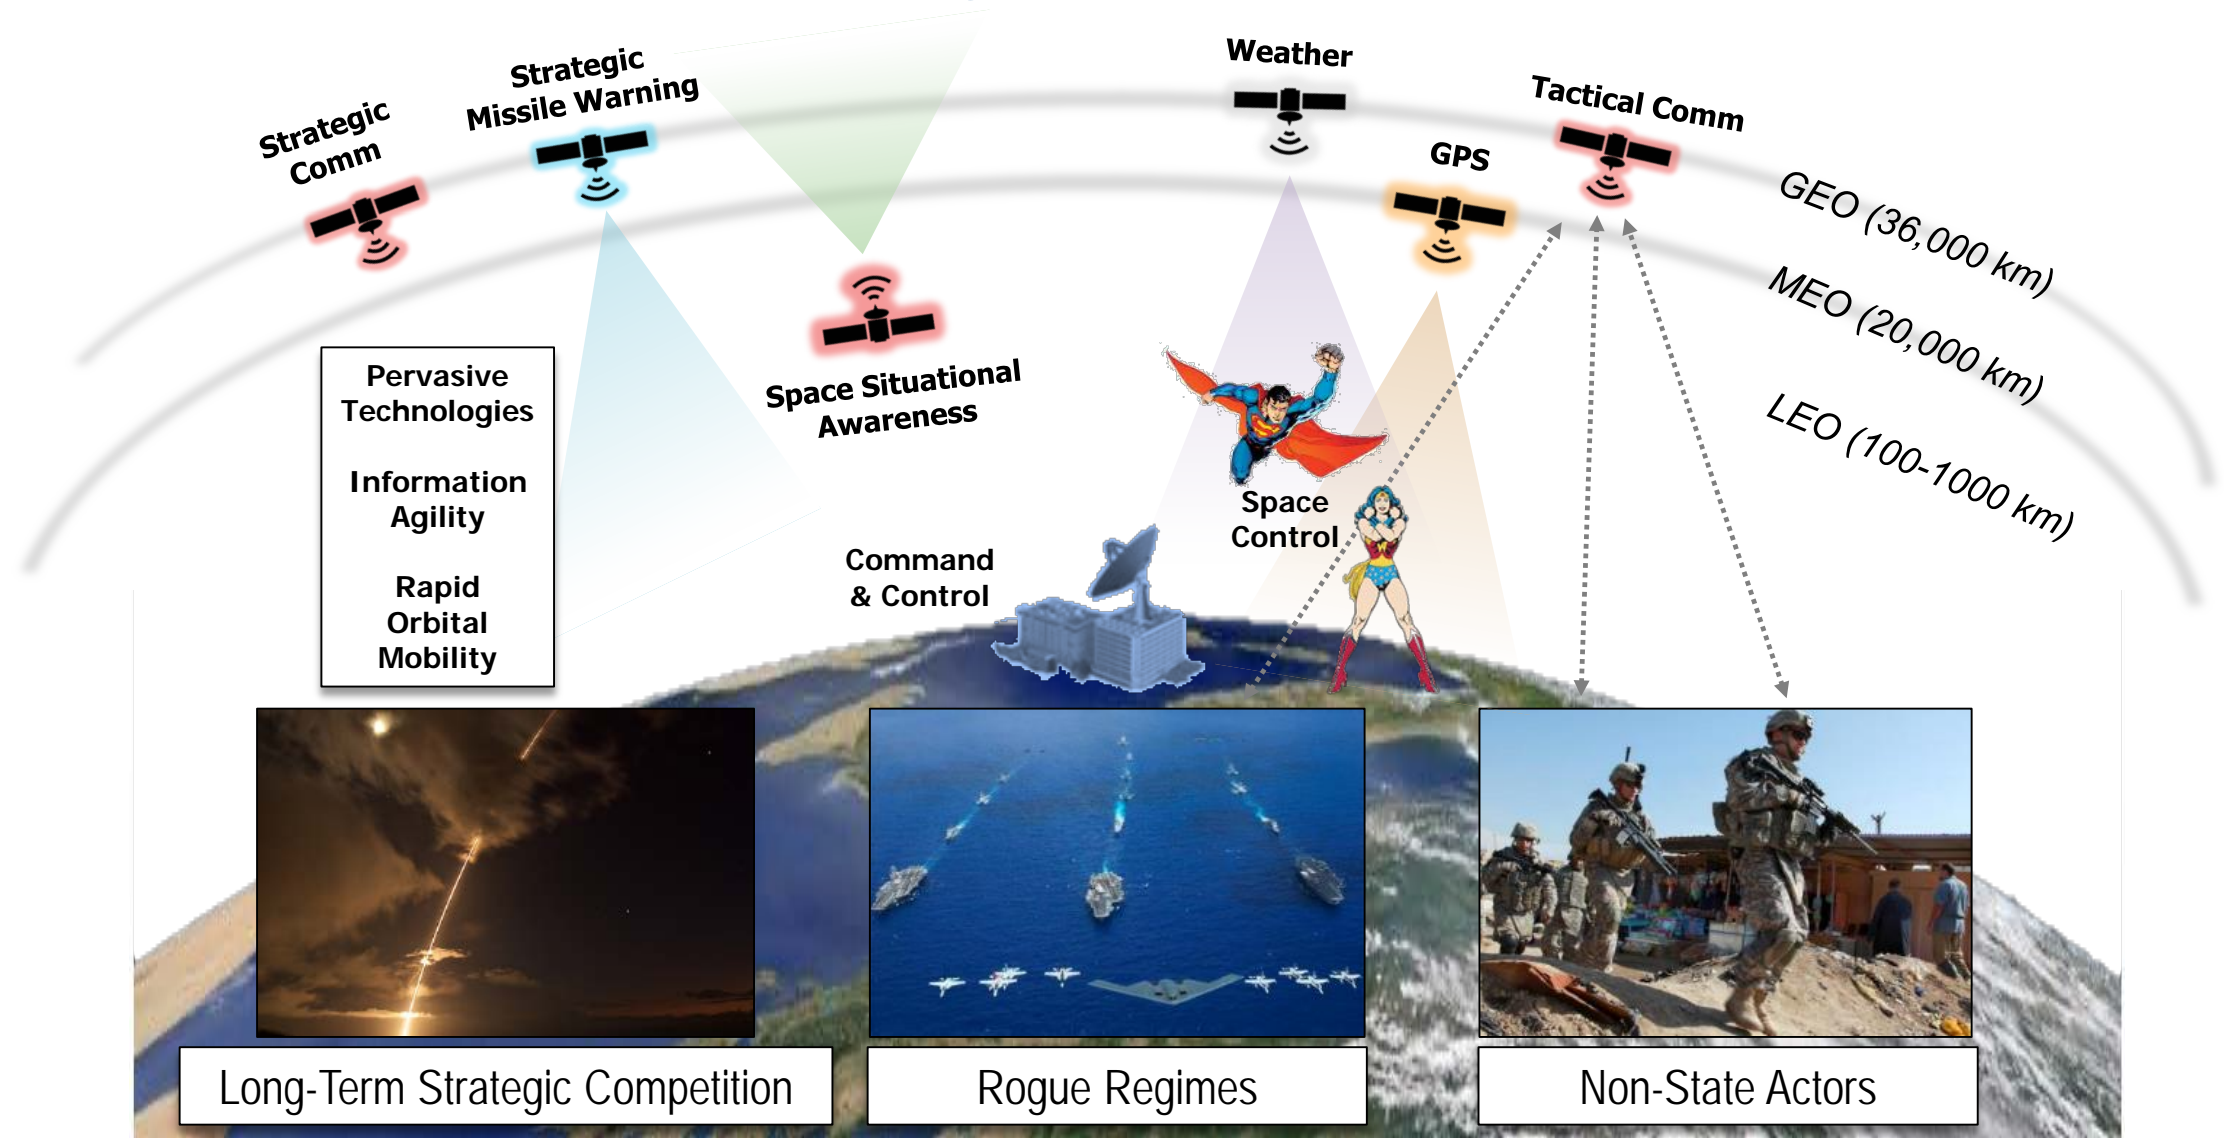 Strategic
Comm
Strategic
Missile Warning
Weather
Tactical Comm
GPS
GEO (36,000 km)
MEO (20,000 km)
LEO (100-1000 km)
Pervasive
Technologies
Information
Agility
Rapid
Orbital
Mobility
Space Situational
Awareness
Space
Control
Command
& Control
Long-Term Strategic Competition
Rogue Regimes
Non-State Actors